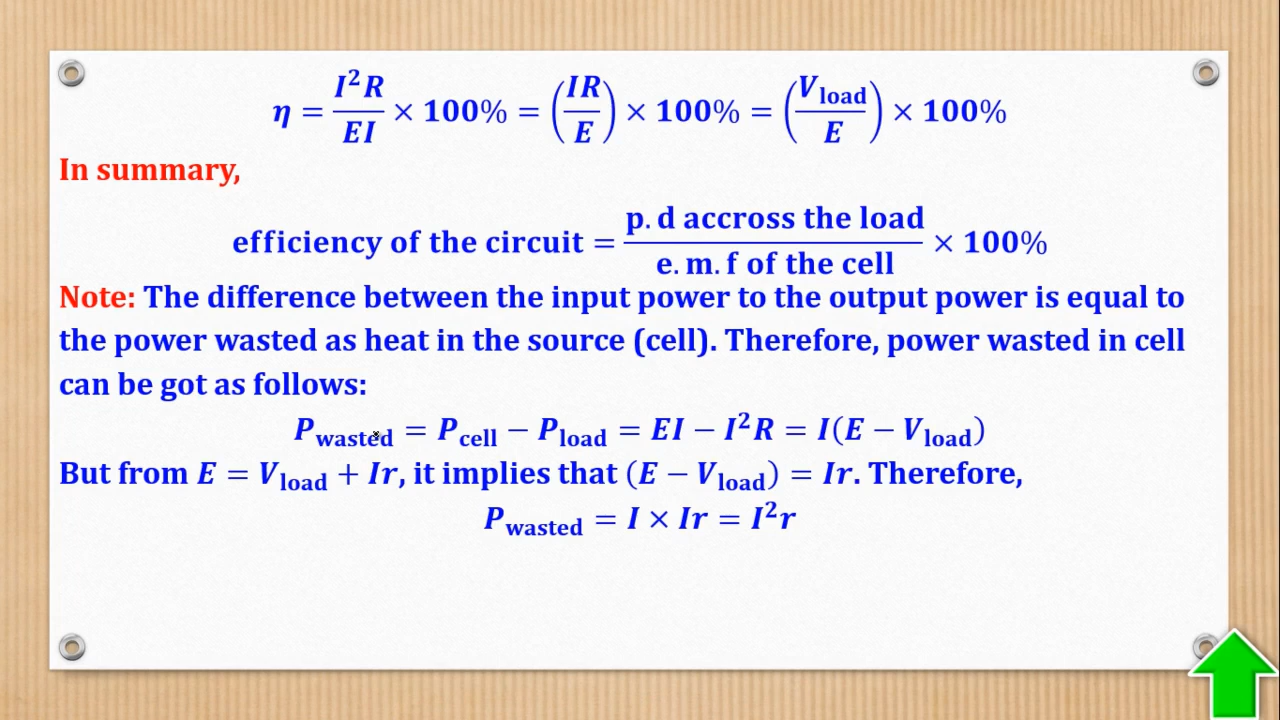 η = I²R/EI × 100% = (IR/E) × 100% = (V_load/E) × 100%
In summary,
efficiency of the circuit = p.d accross the load/e.m.f of the cell × 100%
Note: The difference between the input power to the output power is equal to
the power wasted as heat in the source (cell). Therefore, power wasted in cell
can be got as follows:
P_wasted = P_cell − P_load = EI − I²R = I(E − V_load)
But from E = V_load + Ir, it implies that (E − V_load) = Ir. Therefore,
P_wasted = I × Ir = I²r